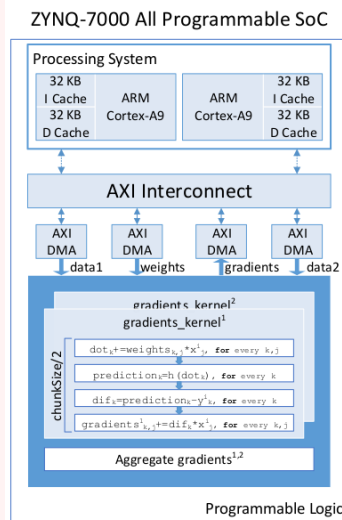 ZYNQ-7000 All Programmable SoC
Processing System
32 KB
I Cache
32 KB
D Cache
ARM
Cortex-A9
ARM
Cortex-A9
32 KB
I Cache
32 KB
D Cache
AXI Interconnect
AXI
DMA
AXI
DMA
AXI
DMA
AXI
DMA
data1
weights
gradients
data2
gradients_kernel²
gradients_kernel¹
chunkSize/2
dotₖ+=weightsₖ,ⱼ*xⁱⱼ, for every k,j
predictionₖ=h(dotₖ), for every k
difₖ=predictionₖ-yⁱₖ, for every k
gradients¹ₖ,ⱼ+=difₖ*xⁱⱼ, for every k,j
Aggregate gradients¹,²
Programmable Logic